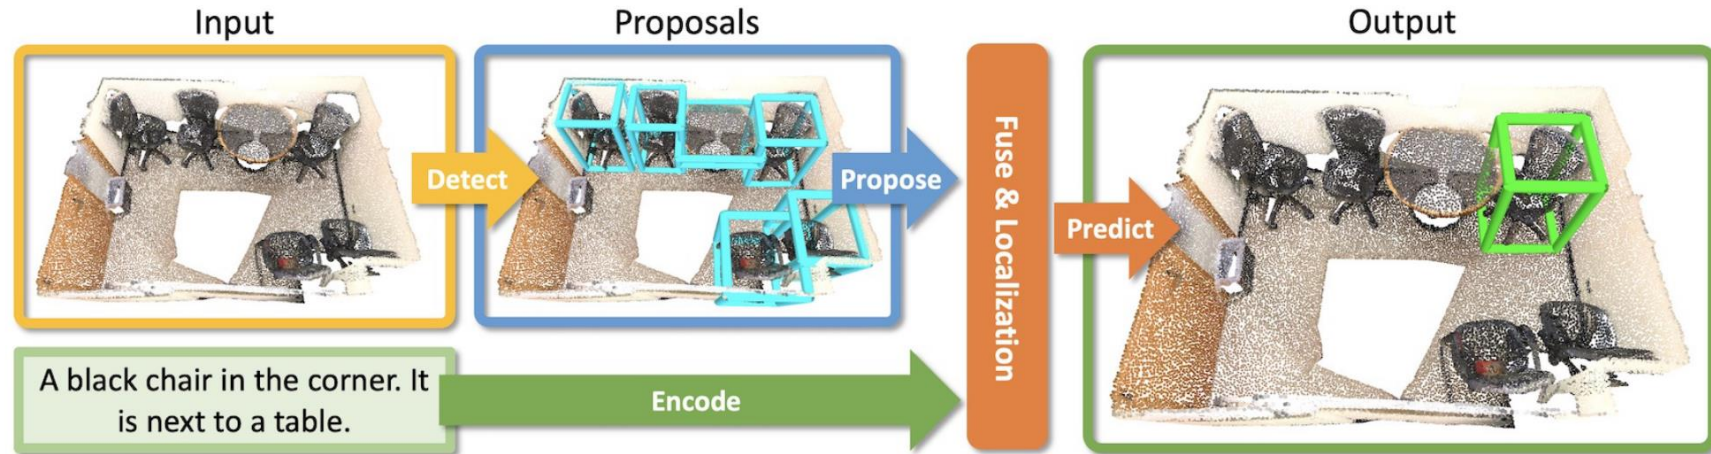 Input
Proposals
Output
Detect
Propose
Fuse & Localization
Predict
A black chair in the corner. It
is next to a table.
Encode